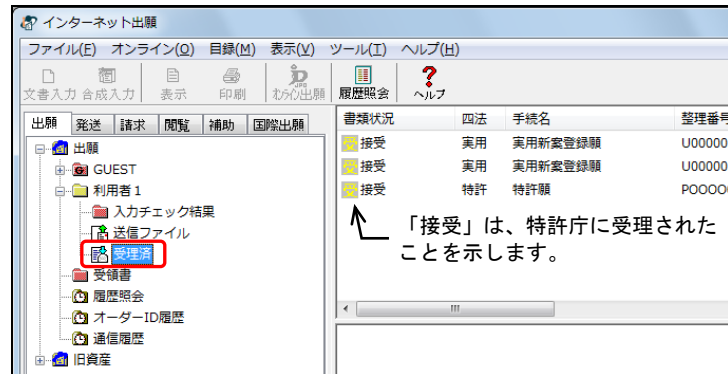 インターネット出願
ファイル(F) オンライン(O) 目録(M) 表示(V) ツール(T) ヘルプ(H)
文書入力 合成入力 表示 印刷 オンライン出願 履歴照会 ヘルプ
出願 発送 請求 閲覧 補助 国際出願
出願
GUEST
利用者1
入力チェック結果
送信ファイル
受理済
受領書
履歴照会
オーダーID履歴
通信履歴
旧資産
書類状況 四法 手続名 整理番号
接受 実用 実用新案登録願 U00000
接受 実用 実用新案登録願 U00000
接受 特許 特許願
「接受」は、特許庁に受理された
ことを示します。